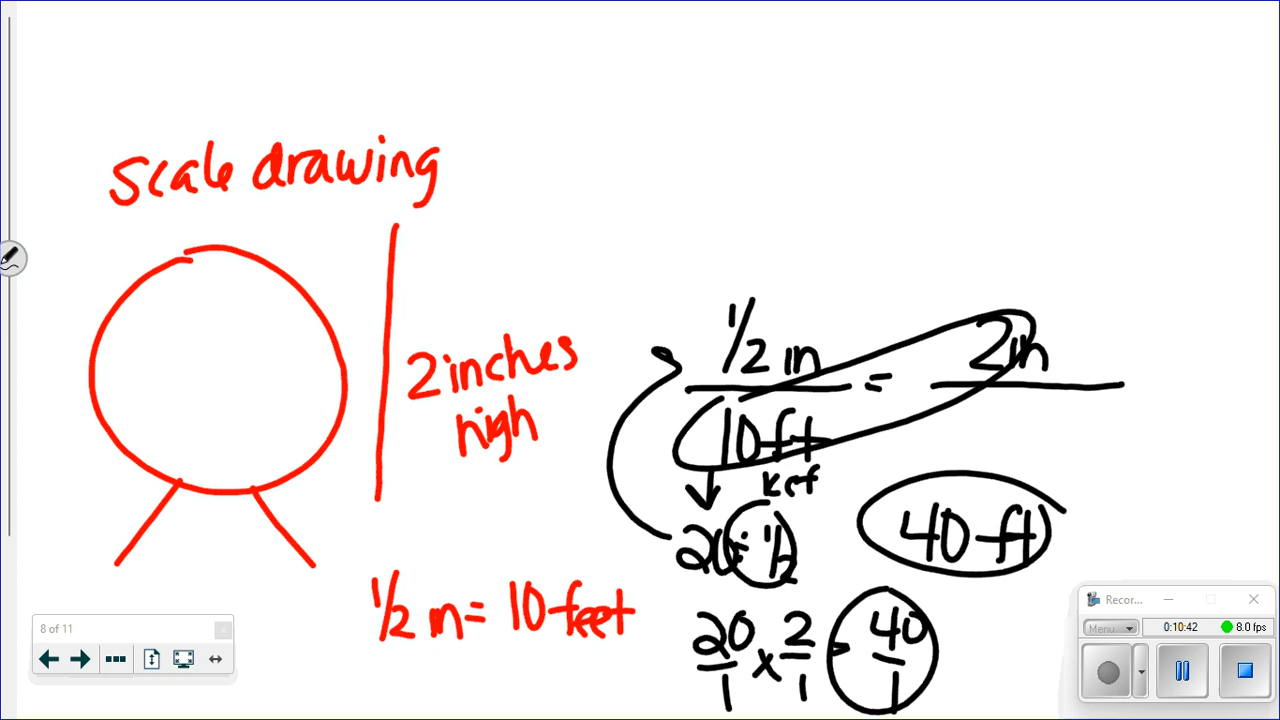 scale drawing
2 inches
high
1/2 in = 10 feet
1/2 in = 2 in
10 ft
KCF
20 ÷ 1/2
40 ft
20/1 x 2/1 = 40/1
8 of 11
Recor...
Menu
0:10:42
8.0 fps